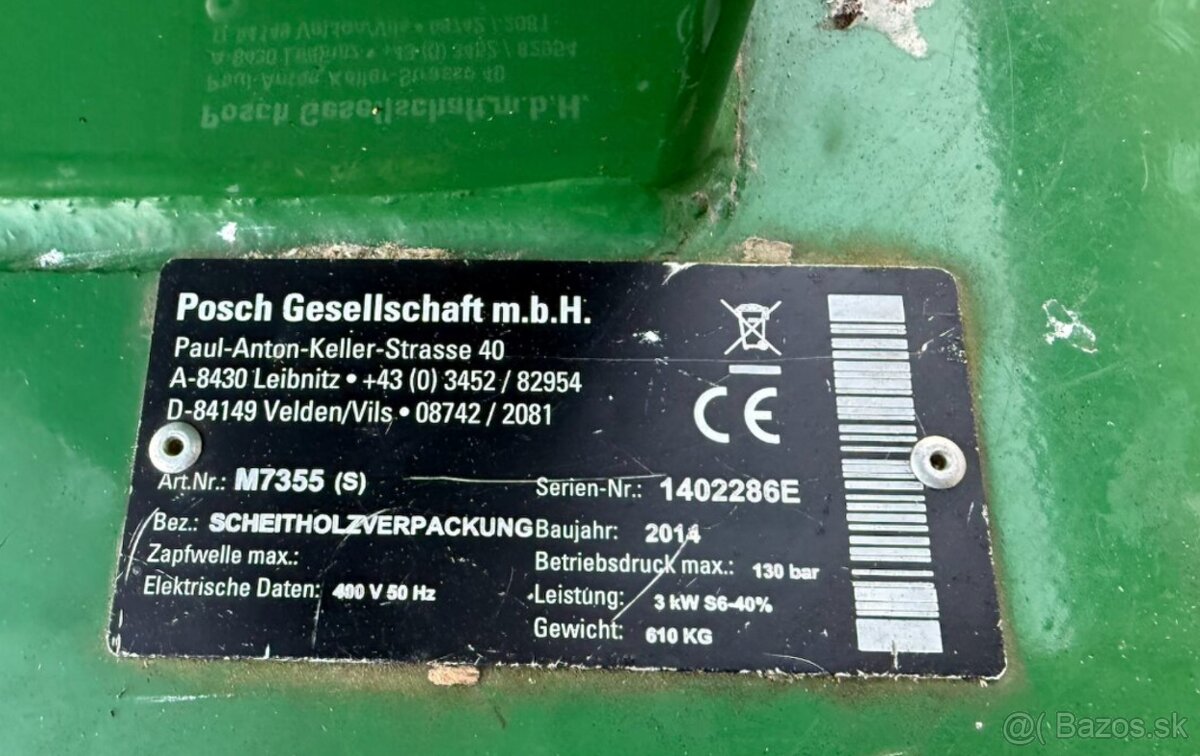 Posch Gesellschaft m.b.H.
Paul-Anton-Keller-Strasse 40
A-8430 Leibnitz • +43 (0) 3452 / 82954
D-84149 Velden/Vils • 08742 / 2081
CE
Art.Nr.: M7355 (S)
Serien-Nr.: 1402286E
Bez.: SCHEITHOLZVERPACKUNG
Baujahr: 2014
Zapfwelle max.:
Betriebsdruck max.: 130 bar
Elektrische Daten: 400 V 50 Hz
Leistung: 3 kW S6-40%
Gewicht: 610 KG
@( Bazos.sk